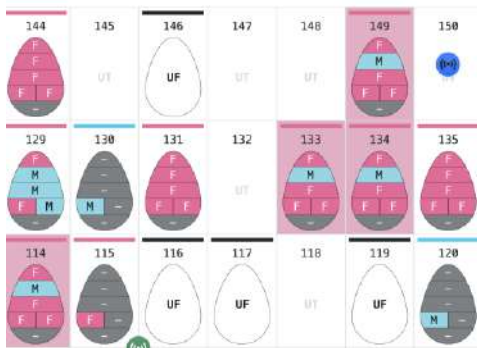 144 145 146 147 148 149 150
F F
F M
F UT UF UT UT F UT
F F F F
– –
129 130 131 132 133 134 135
F – F F F F
M – F M M F
M – F UT F F F
F M M – F F F F F F F F
– – – – – –
114 115 116 117 118 119 120
F – –
M – –
F – UF UF UT UF –
F F F – M –
– – –